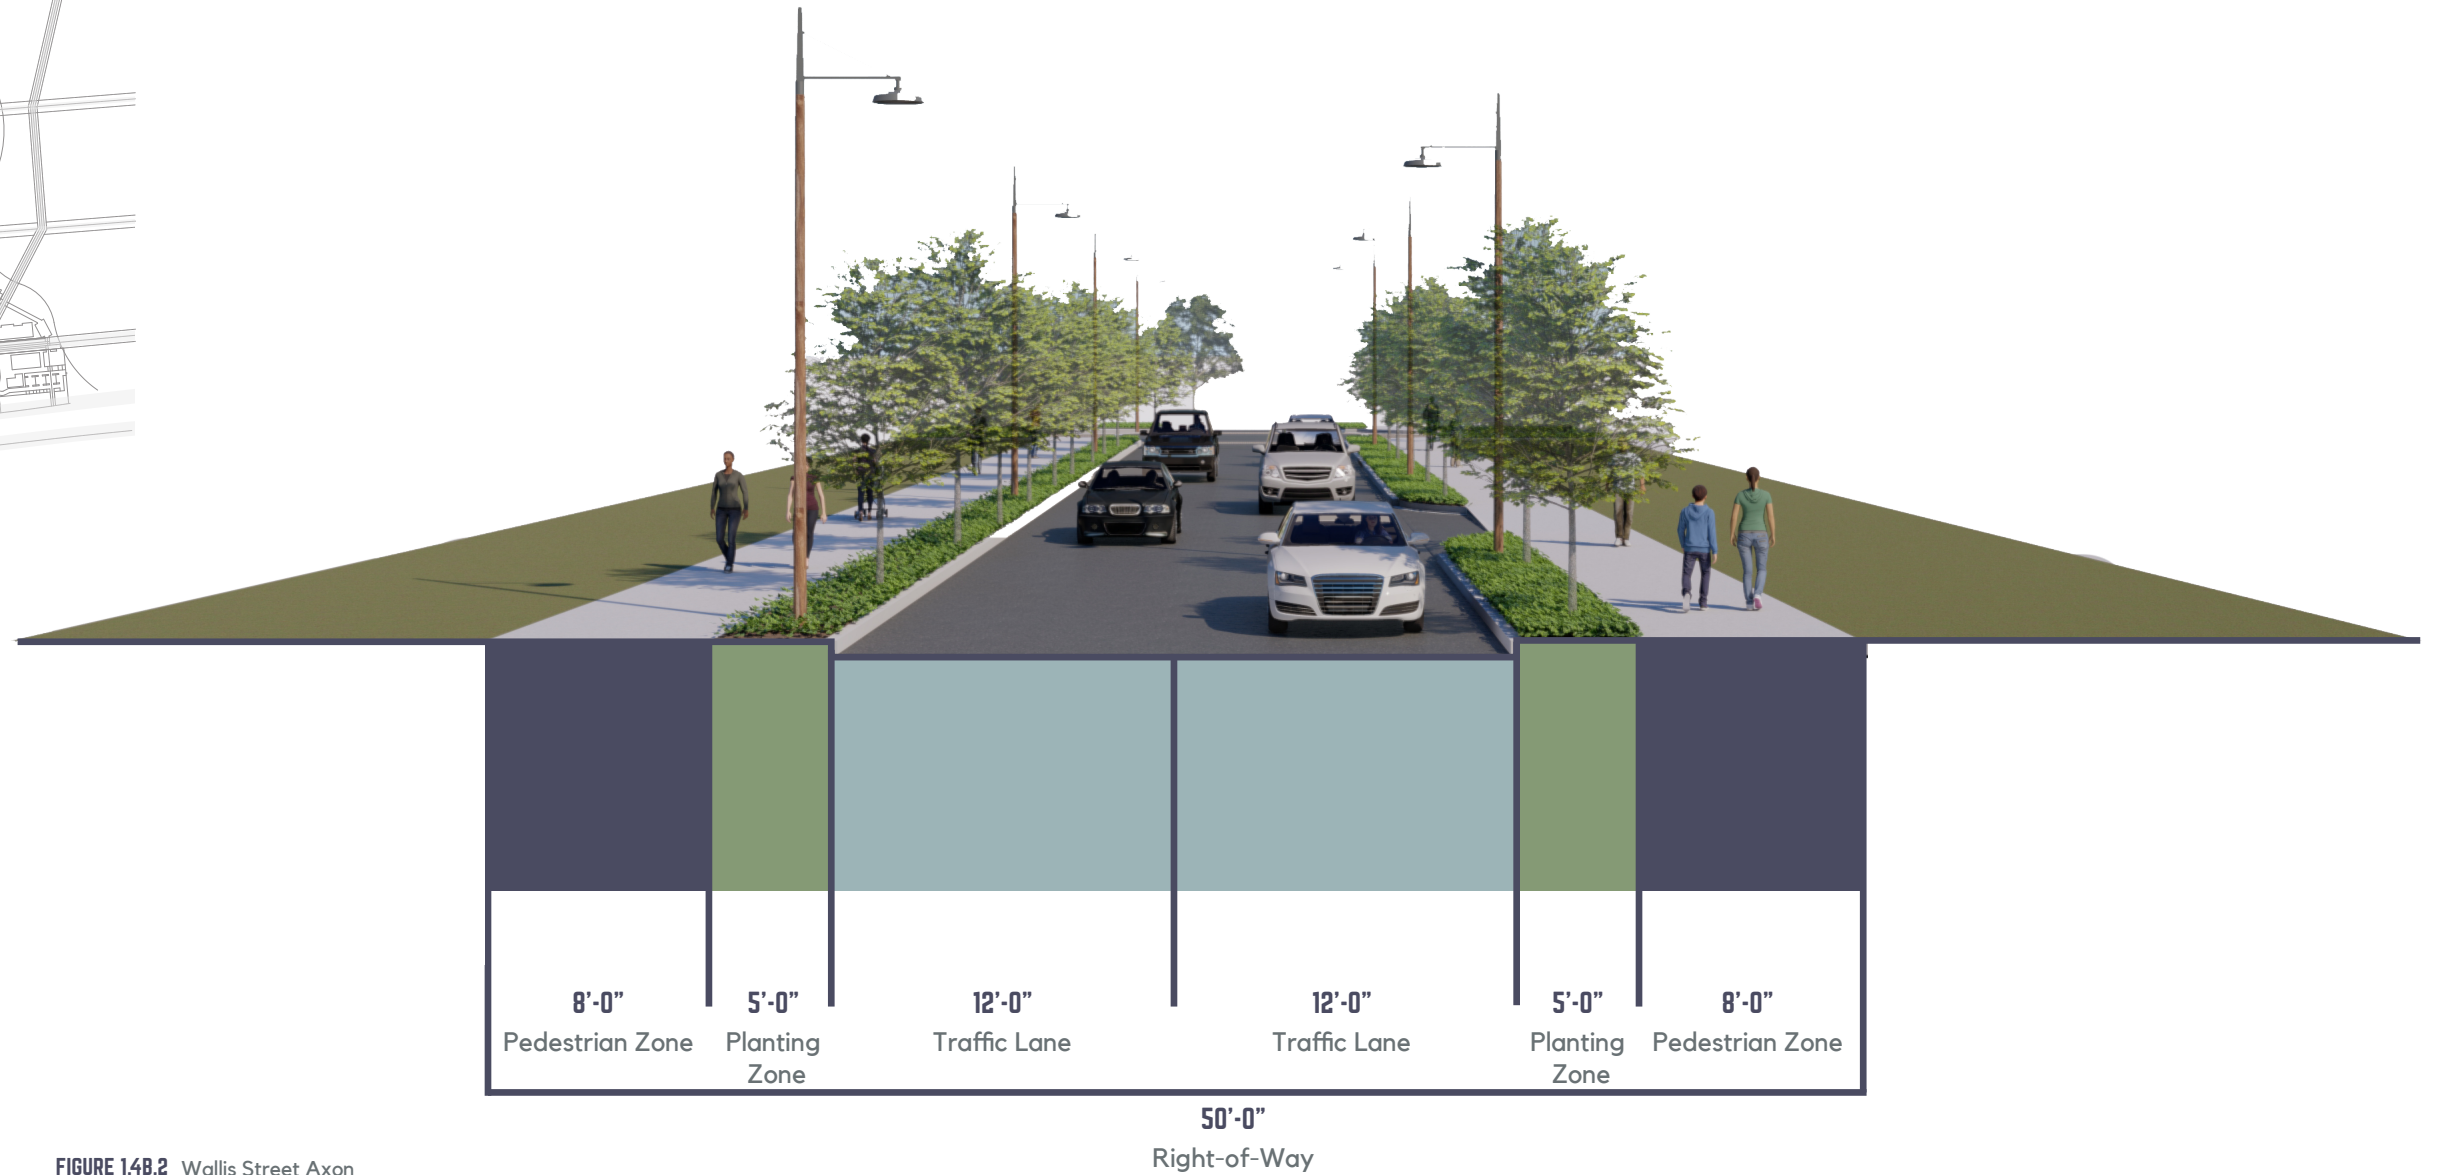 8’-0”
Pedestrian Zone
5’-0”
Planting
Zone
12’-0”
Traffic Lane
12’-0”
Traffic Lane
5’-0”
Planting
Zone
8’-0”
Pedestrian Zone
50’-0”
Right-of-Way
FIGURE 1.4B.2 Wallis Street Axon